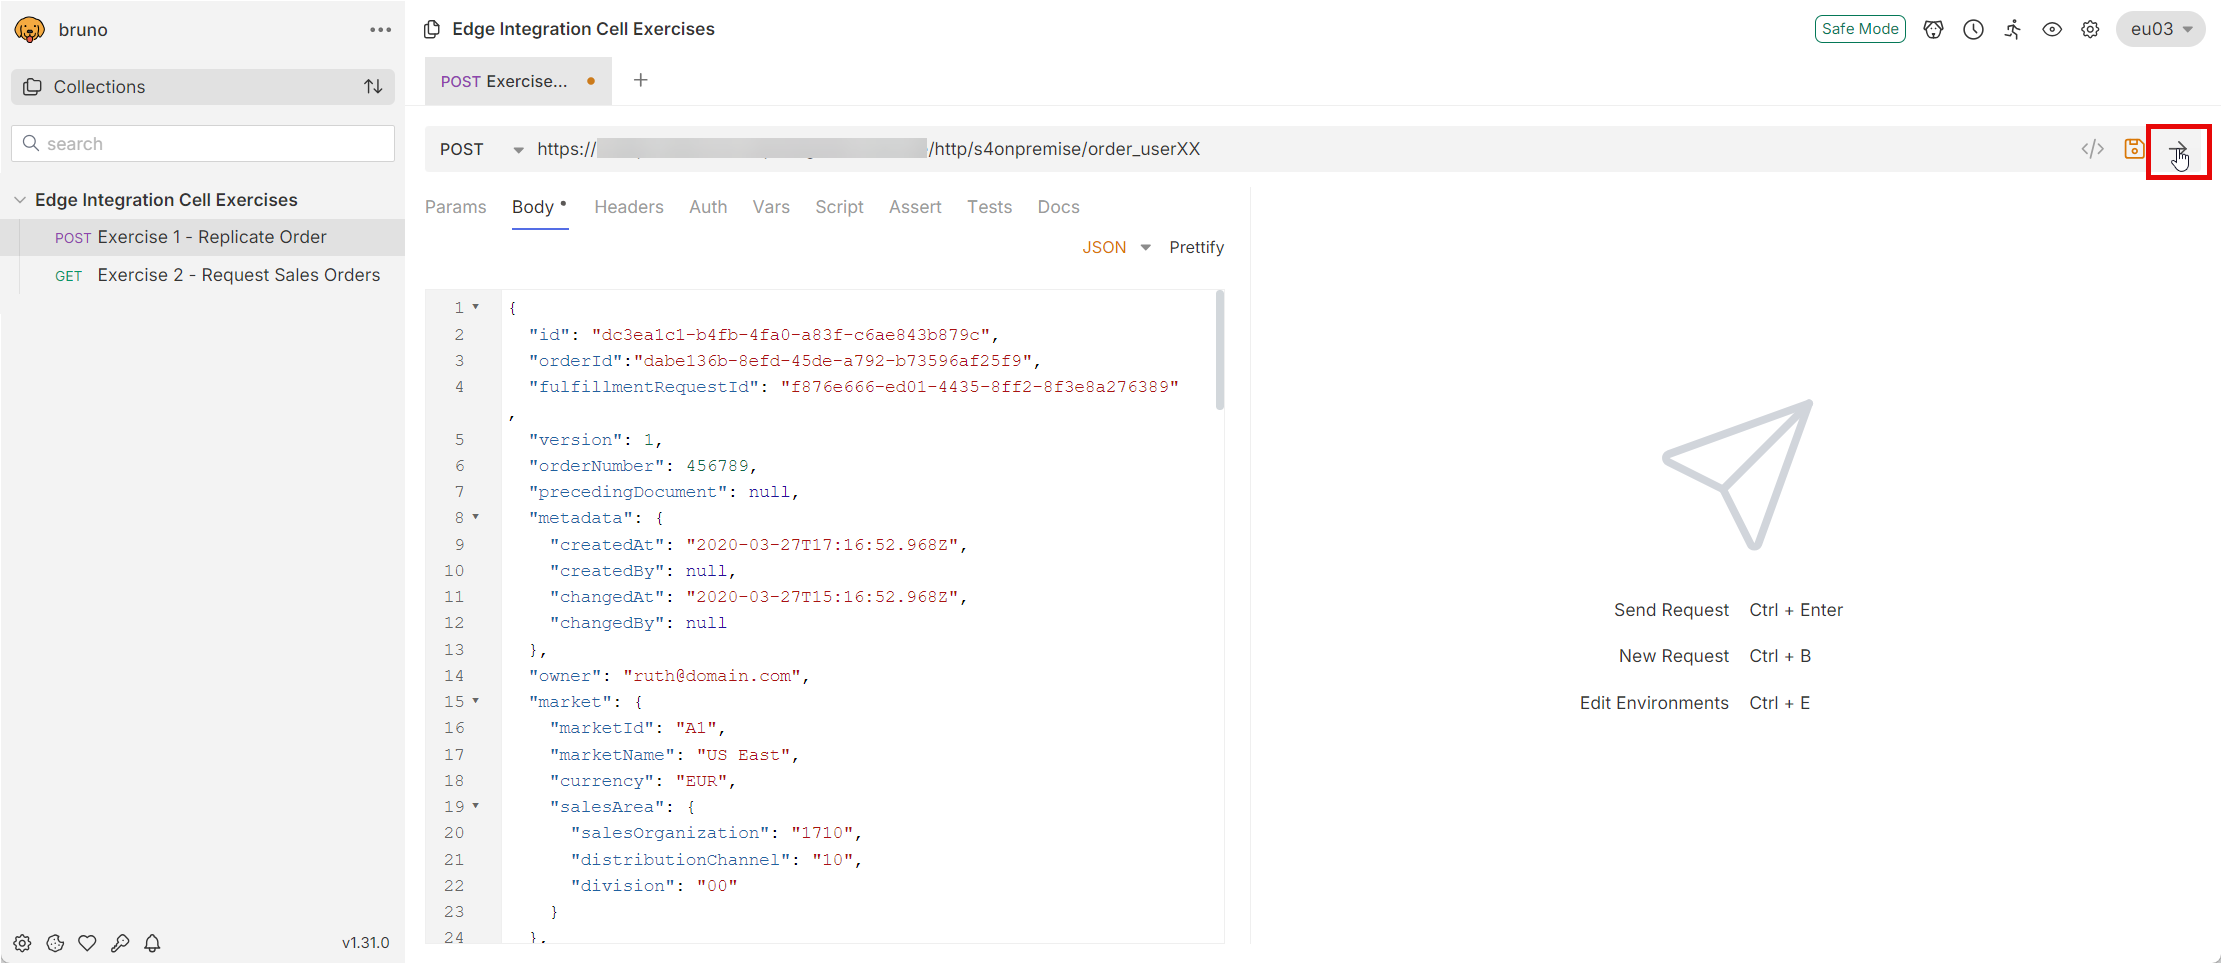 bruno
Collections
search
Edge Integration Cell Exercises
POST Exercise 1 - Replicate Order
GET Exercise 2 - Request Sales Orders
v1.31.0
Edge Integration Cell Exercises
Safe Mode
eu03
POST Exercise...
POST https:// /http/s4onpremise/order_userXX
Params Body Headers Auth Vars Script Assert Tests Docs
JSON Prettify
1 {
2 "id": "dc3ea1c1-b4fb-4fa0-a83f-c6ae843b879c",
3 "orderId":"dabe136b-8efd-45de-a792-b73596af25f9",
4 "fulfillmentRequestId": "f876e666-ed01-4435-8ff2-8f3e8a276389"
,
5 "version": 1,
6 "orderNumber": 456789,
7 "precedingDocument": null,
8 "metadata": {
9 "createdAt": "2020-03-27T17:16:52.968Z",
10 "createdBy": null,
11 "changedAt": "2020-03-27T15:16:52.968Z",
12 "changedBy": null
13 },
14 "owner": "ruth@domain.com",
15 "market": {
16 "marketId": "A1",
17 "marketName": "US East",
18 "currency": "EUR",
19 "salesArea": {
20 "salesOrganization": "1710",
21 "distributionChannel": "10",
22 "division": "00"
23 }
24 },
Send Request Ctrl + Enter
New Request Ctrl + B
Edit Environments Ctrl + E